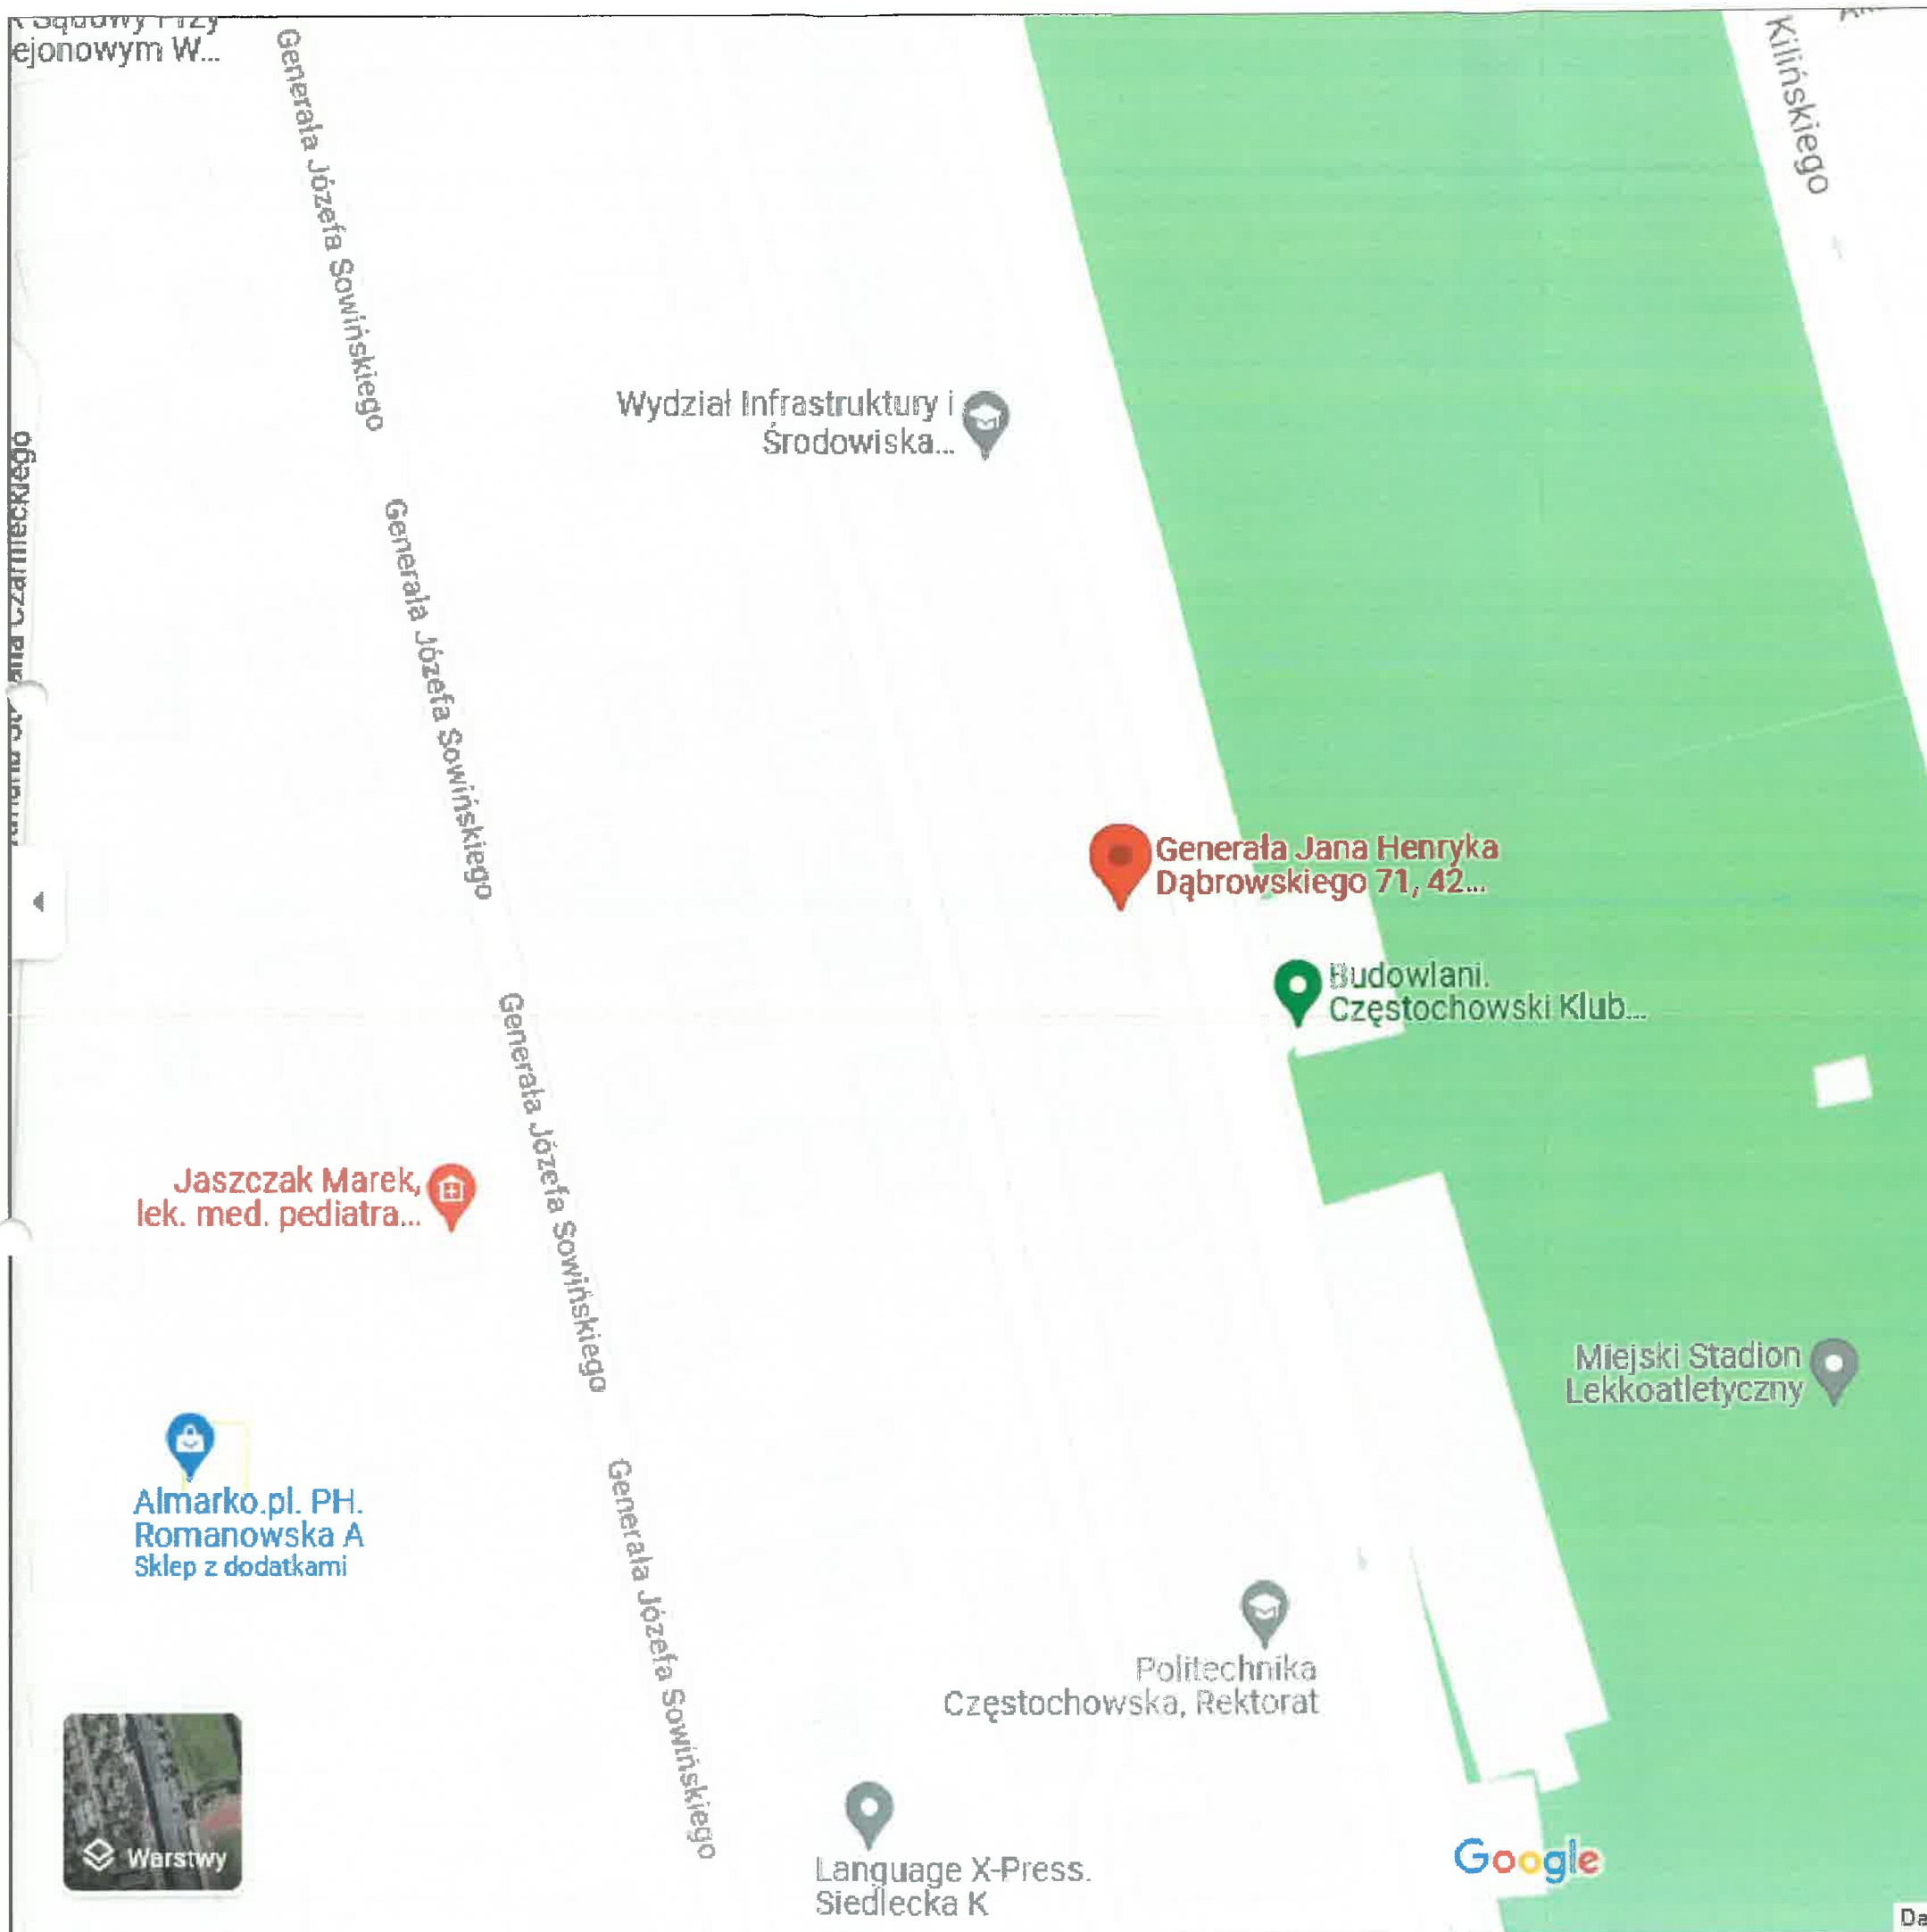 ejonowym W...
Kilińskiego
Generała Józefa Sowińskiego
Wydział Infrastruktury i
Środowiska...
Generała Józefa Sowińskiego
Generała Jana Henryka
Dąbrowskiego 71, 42...
Budowlani.
Częstochowski Klub...
Generała Józefa Sowińskiego
Jaszczak Marek,
lek. med. pediatra...
Miejski Stadion
Lekkoatletyczny
Almarko.pl. PH.
Romanowska A
Sklep z dodatkami
Generała Józefa Sowińskiego
Politechnika
Częstochowska, Rektorat
Warstwy
Language X-Press.
Siedlecka K
Google
Da